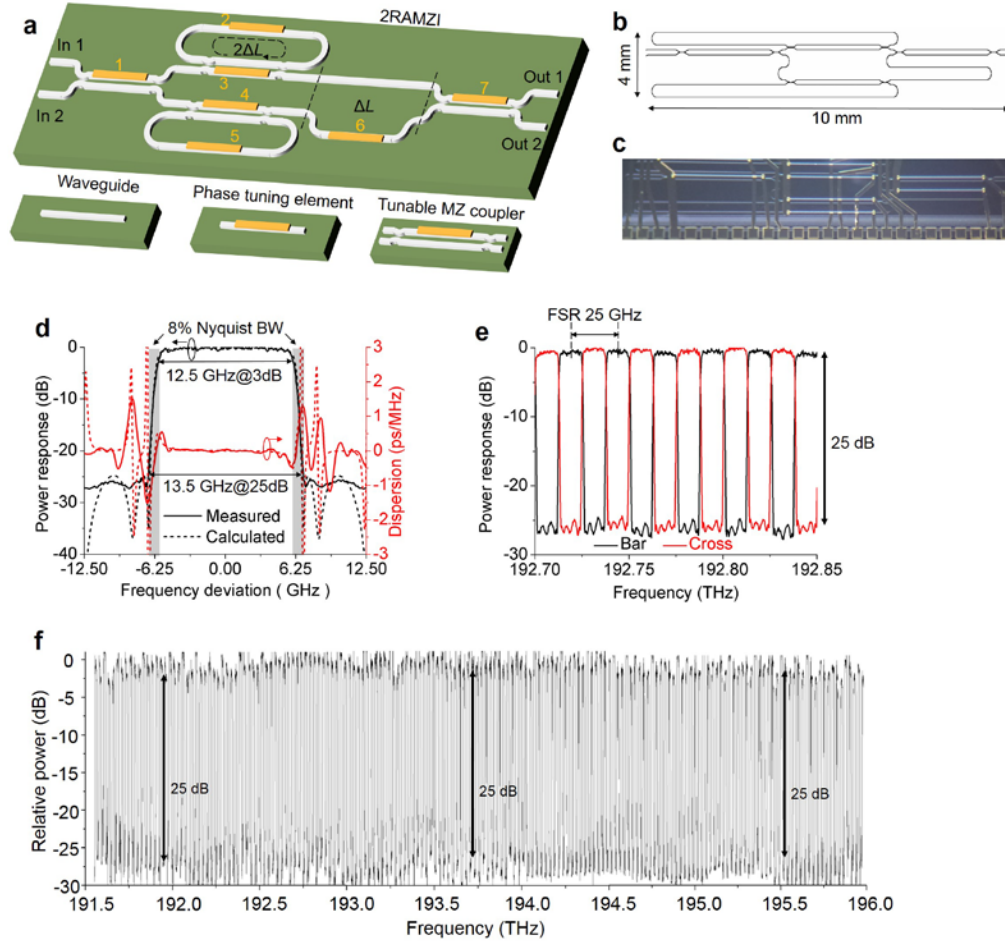 a
2RAMZI
2
2ΔL
In 1
1
3
7
Out 1
4
ΔL
In 2
5
6
Out 2
Waveguide
Phase tuning element
Tunable MZ coupler
b
4 mm
10 mm
c
d
8% Nyquist BW
0
-10
-20
-30
-40
Power response (dB)
12.5 GHz@3dB
13.5 GHz@25dB
Measured
Calculated
3
2
1
0
-1
-2
-3
Dispersion (ps/MHz)
-12.50 -6.25 0.00 6.25 12.50
Frequency deviation ( GHz )
e
FSR 25 GHz
0
-10
-20
-30
Power response (dB)
25 dB
Bar Cross
192.70 192.75 192.80 192.85
Frequency (THz)
f
0
-5
-10
-15
-20
-25
-30
Relative power (dB)
25 dB 25 dB 25 dB
191.5 192.0 192.5 193.0 193.5 194.0 194.5 195.0 195.5 196.0
Frequency (THz)